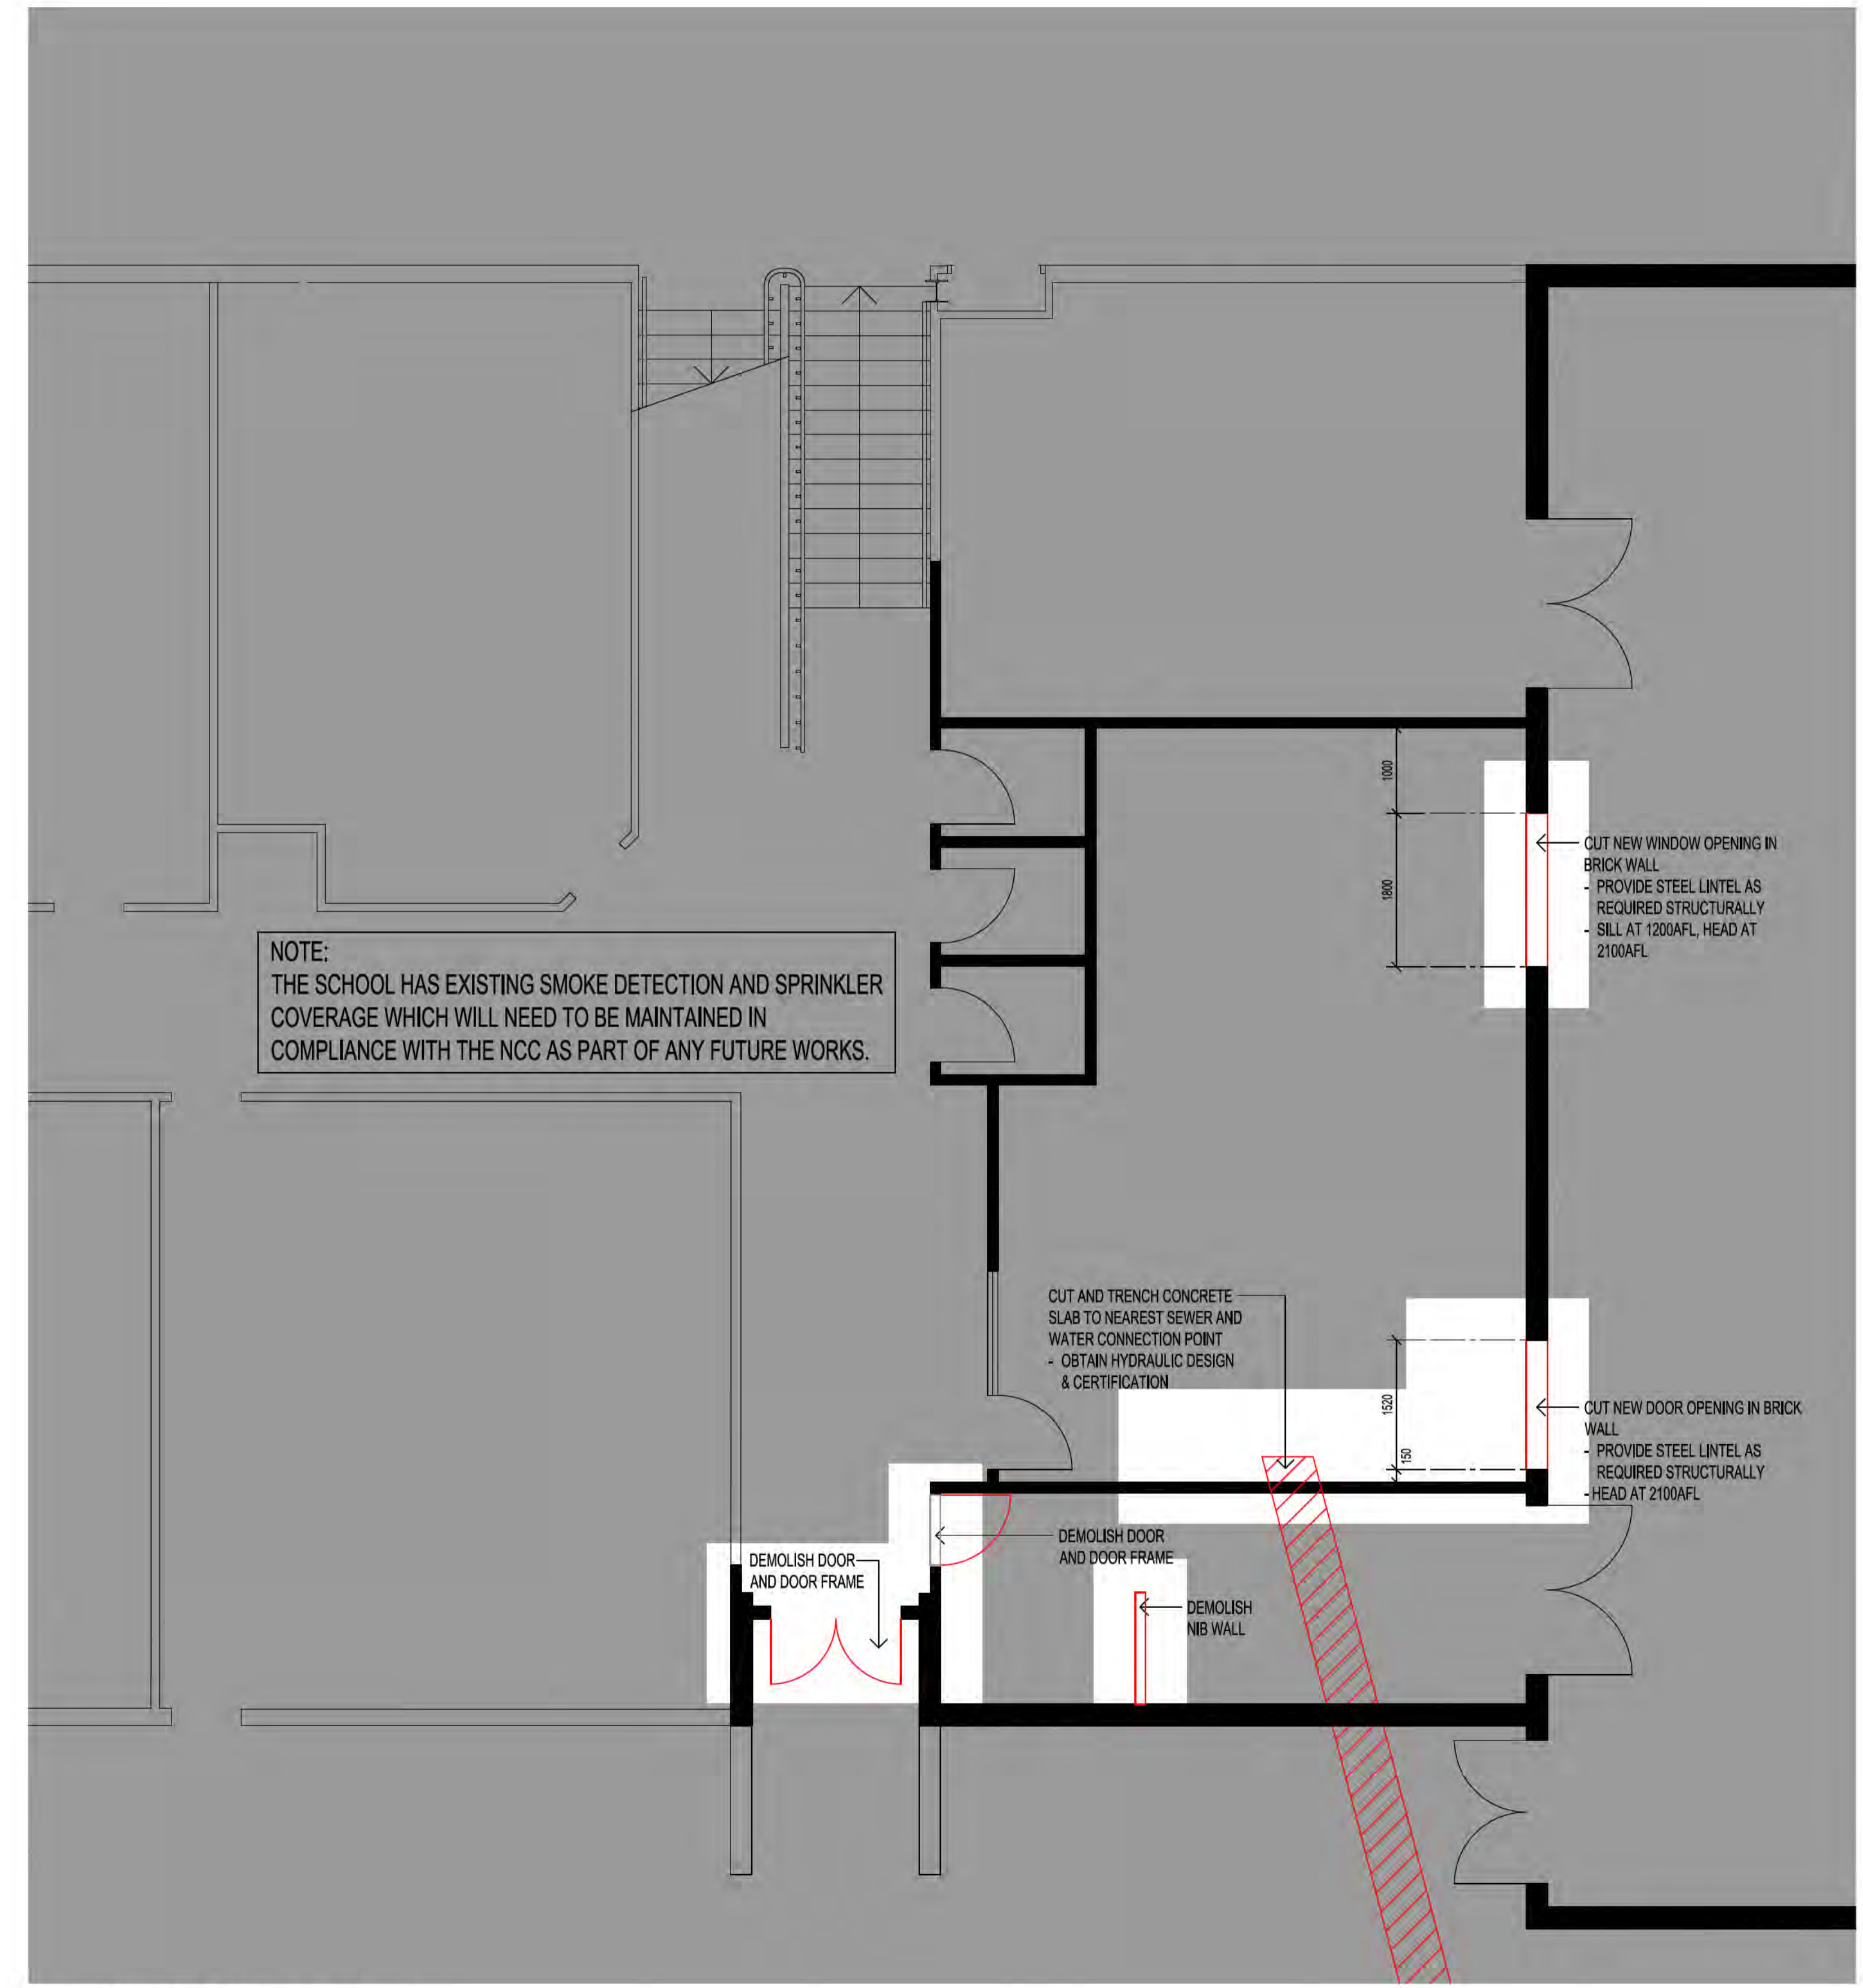 1000
1800
CUT NEW WINDOW OPENING IN
BRICK WALL
- PROVIDE STEEL LINTEL AS
REQUIRED STRUCTURALLY
- SILL AT 1200AFL, HEAD AT
2100AFL
NOTE:
THE SCHOOL HAS EXISTING SMOKE DETECTION AND SPRINKLER
COVERAGE WHICH WILL NEED TO BE MAINTAINED IN
COMPLIANCE WITH THE NCC AS PART OF ANY FUTURE WORKS.
CUT AND TRENCH CONCRETE
SLAB TO NEAREST SEWER AND
WATER CONNECTION POINT
- OBTAIN HYDRAULIC DESIGN
& CERTIFICATION
1520
150
CUT NEW DOOR OPENING IN BRICK
WALL
- PROVIDE STEEL LINTEL AS
REQUIRED STRUCTURALLY
- HEAD AT 2100AFL
DEMOLISH DOOR
AND DOOR FRAME
DEMOLISH DOOR
AND DOOR FRAME
DEMOLISH
NIB WALL